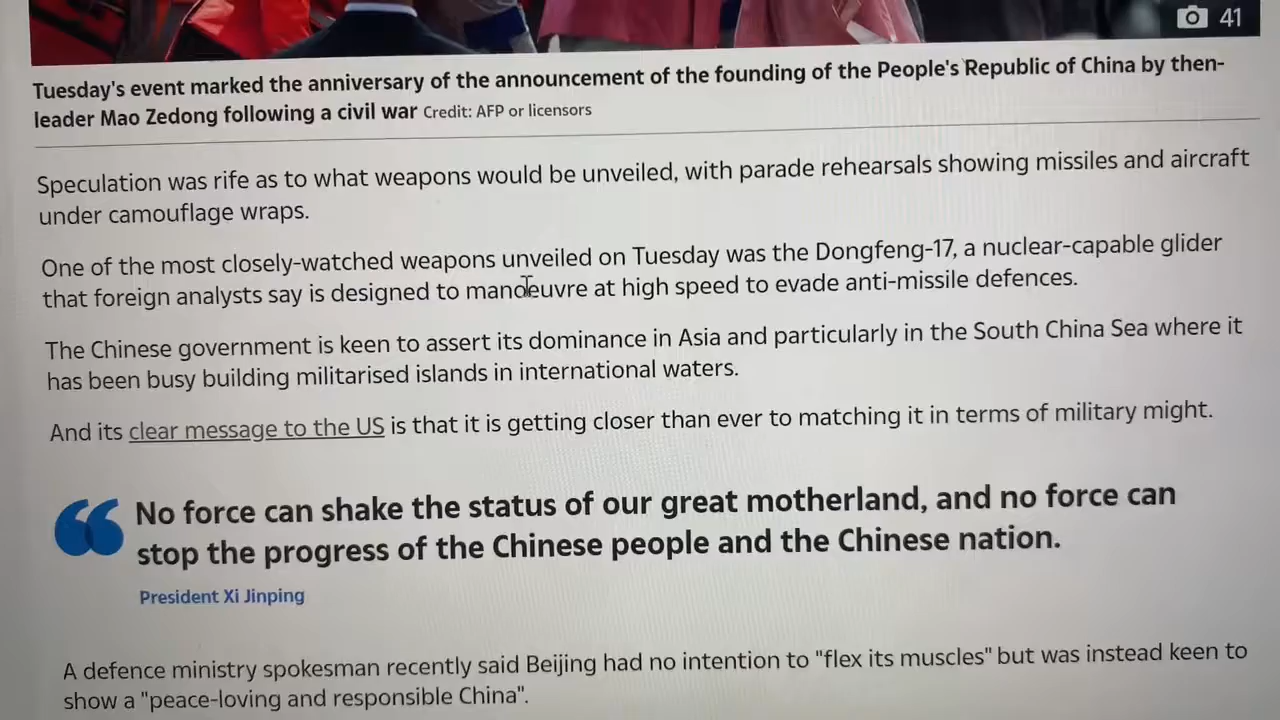 41
Tuesday's event marked the anniversary of the announcement of the founding of the People's Republic of China by then-
leader Mao Zedong following a civil war Credit: AFP or licensors
Speculation was rife as to what weapons would be unveiled, with parade rehearsals showing missiles and aircraft
under camouflage wraps.
One of the most closely-watched weapons unveiled on Tuesday was the Dongfeng-17, a nuclear-capable glider
that foreign analysts say is designed to manoeuvre at high speed to evade anti-missile defences.
The Chinese government is keen to assert its dominance in Asia and particularly in the South China Sea where it
has been busy building militarised islands in international waters.
And its clear message to the US is that it is getting closer than ever to matching it in terms of military might.
“ No force can shake the status of our great motherland, and no force can
stop the progress of the Chinese people and the Chinese nation.
President Xi Jinping
A defence ministry spokesman recently said Beijing had no intention to "flex its muscles" but was instead keen to
show a "peace-loving and responsible China".